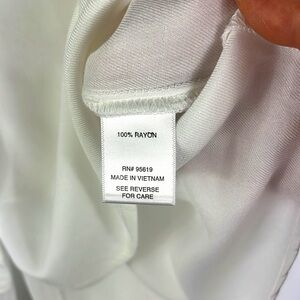 100% RAYON
RN# 95619
MADE IN VIETNAM
SEE REVERSE
FOR CARE